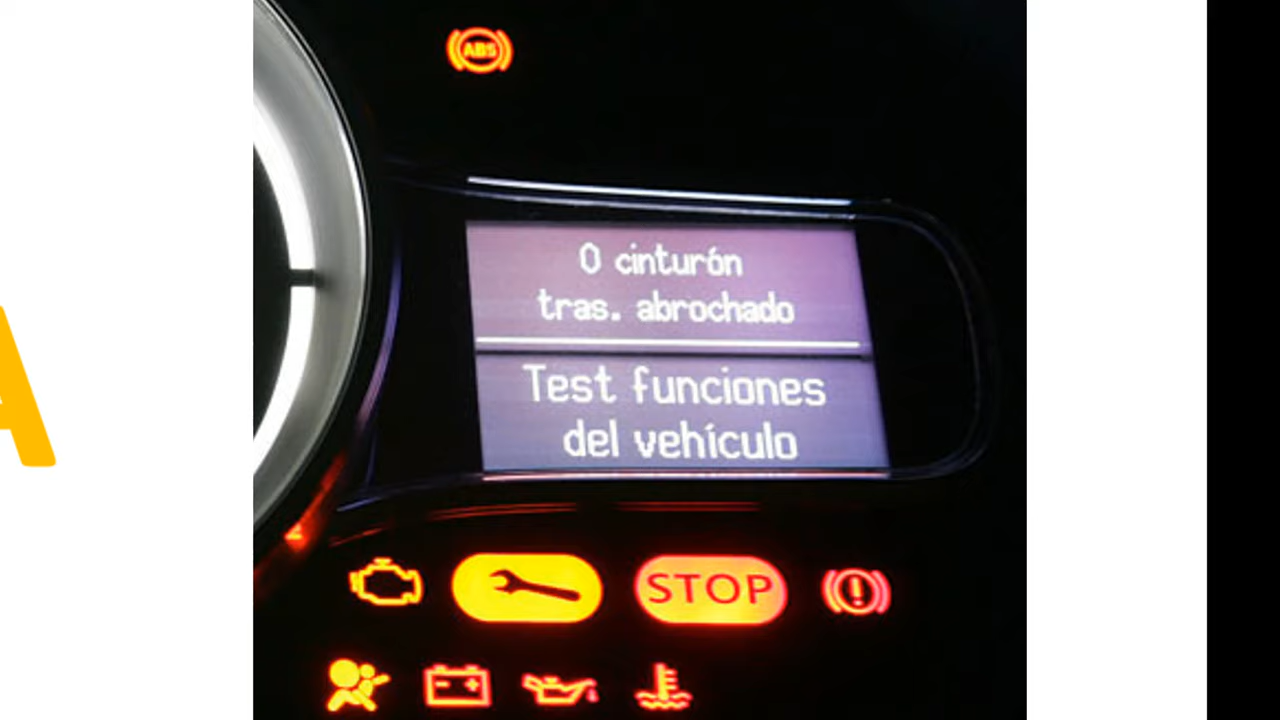 A
ABS
0 cinturón
tras. abrochado
Test funciones
del vehículo
STOP